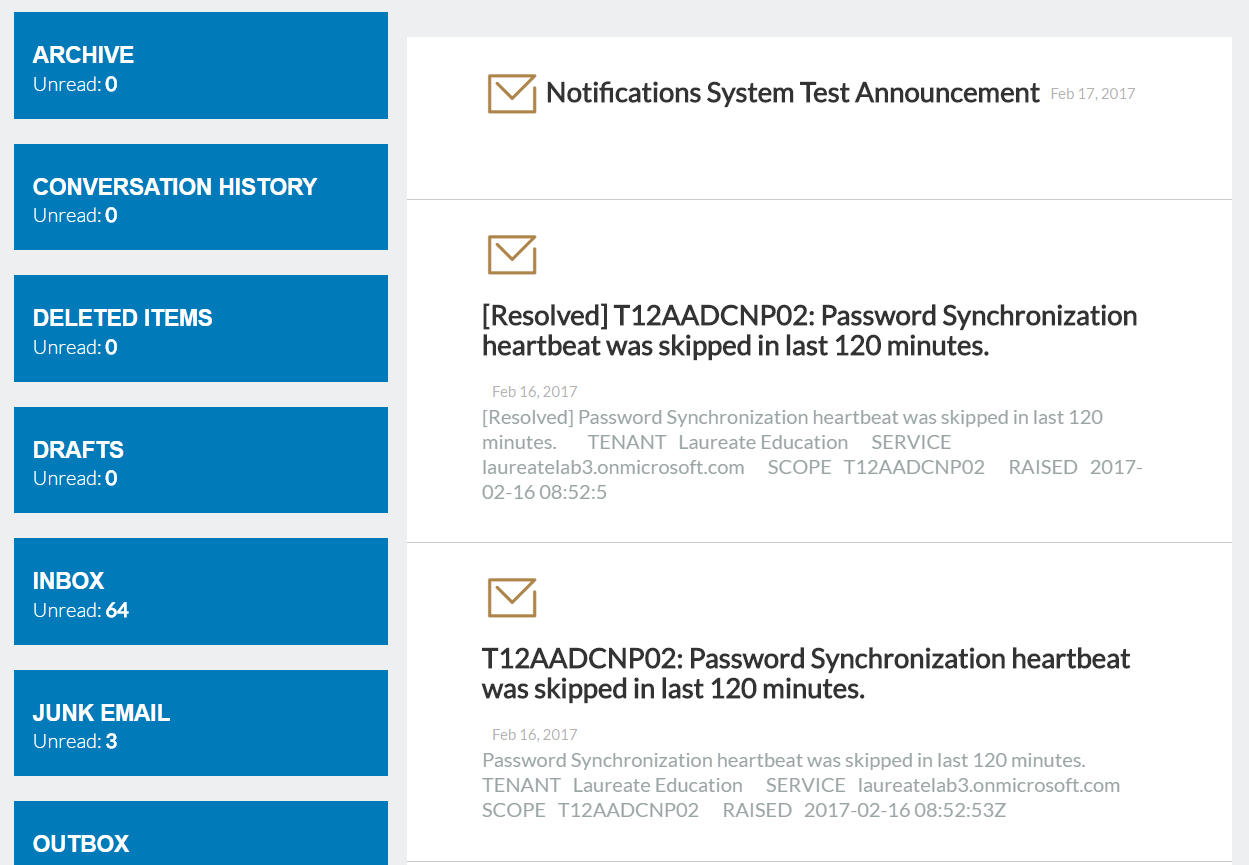 ARCHIVE
Unread: 0
CONVERSATION HISTORY
Unread: 0
DELETED ITEMS
Unread: 0
DRAFTS
Unread: 0
INBOX
Unread: 64
JUNK EMAIL
Unread: 3
OUTBOX
Notifications System Test Announcement Feb 17, 2017
[Resolved] T12AADCNP02: Password Synchronization
heartbeat was skipped in last 120 minutes.
Feb 16, 2017
[Resolved] Password Synchronization heartbeat was skipped in last 120
minutes. TENANT Laureate Education SERVICE
laureatelab3.onmicrosoft.com SCOPE T12AADCNP02 RAISED 2017-
02-16 08:52:5
T12AADCNP02: Password Synchronization heartbeat
was skipped in last 120 minutes.
Feb 16, 2017
Password Synchronization heartbeat was skipped in last 120 minutes.
TENANT Laureate Education SERVICE laureatelab3.onmicrosoft.com
SCOPE T12AADCNP02 RAISED 2017-02-16 08:52:53Z